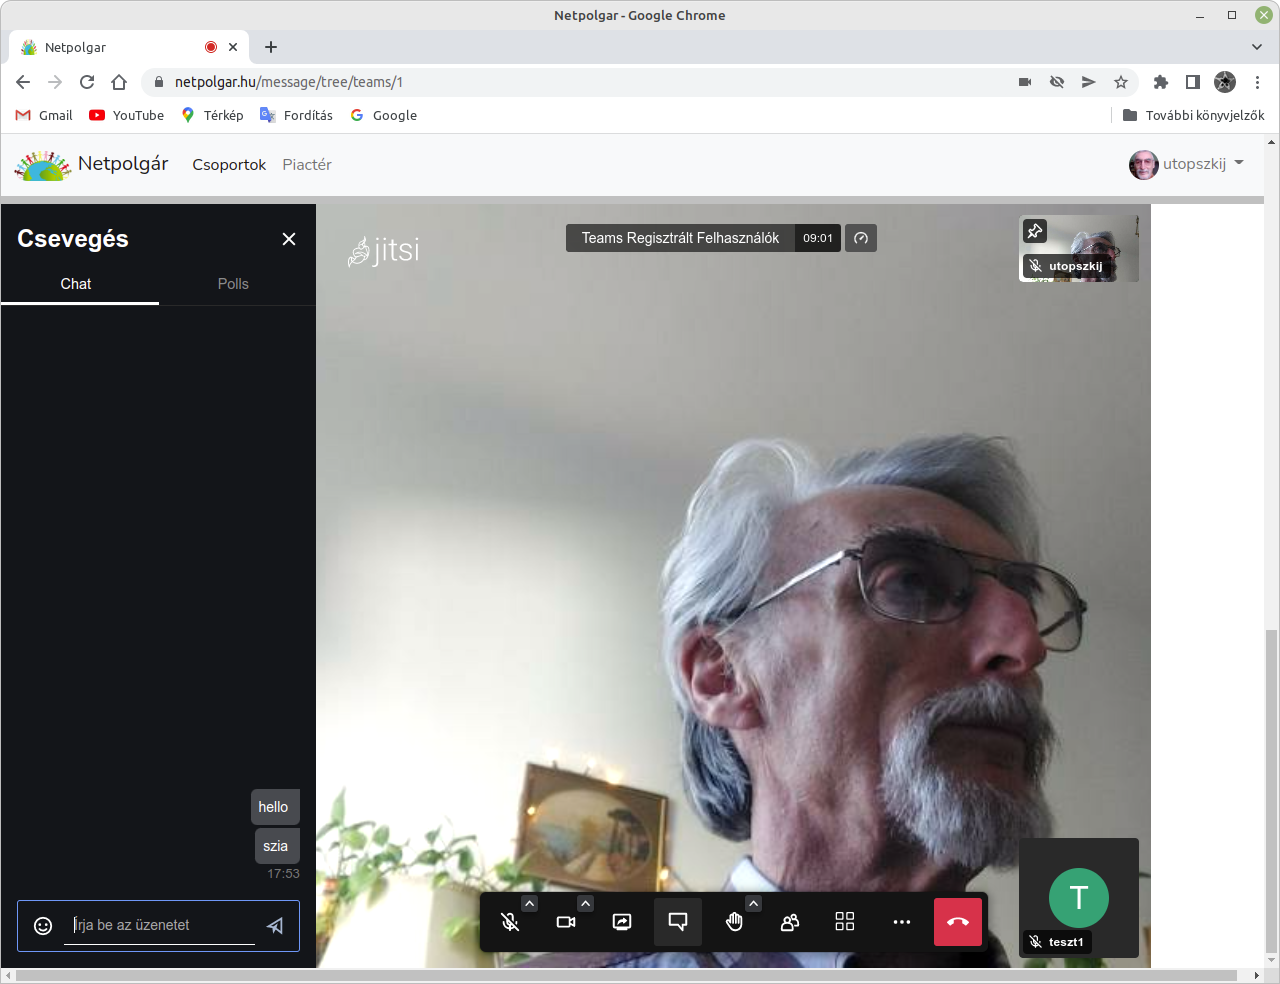 Netpolgar - Google Chrome
Netpolgar
netpolgar.hu/message/tree/teams/1
Gmail YouTube Térkép Fordítás Google További könyvjelzők
Netpolgár Csoportok Piactér utopszkij
Csevegés
Chat Polls
jitsi
Teams Regisztrált Felhasználók 09:01
utopszkij
hello
szia
17:53
Írja be az üzenetet
T
teszt1